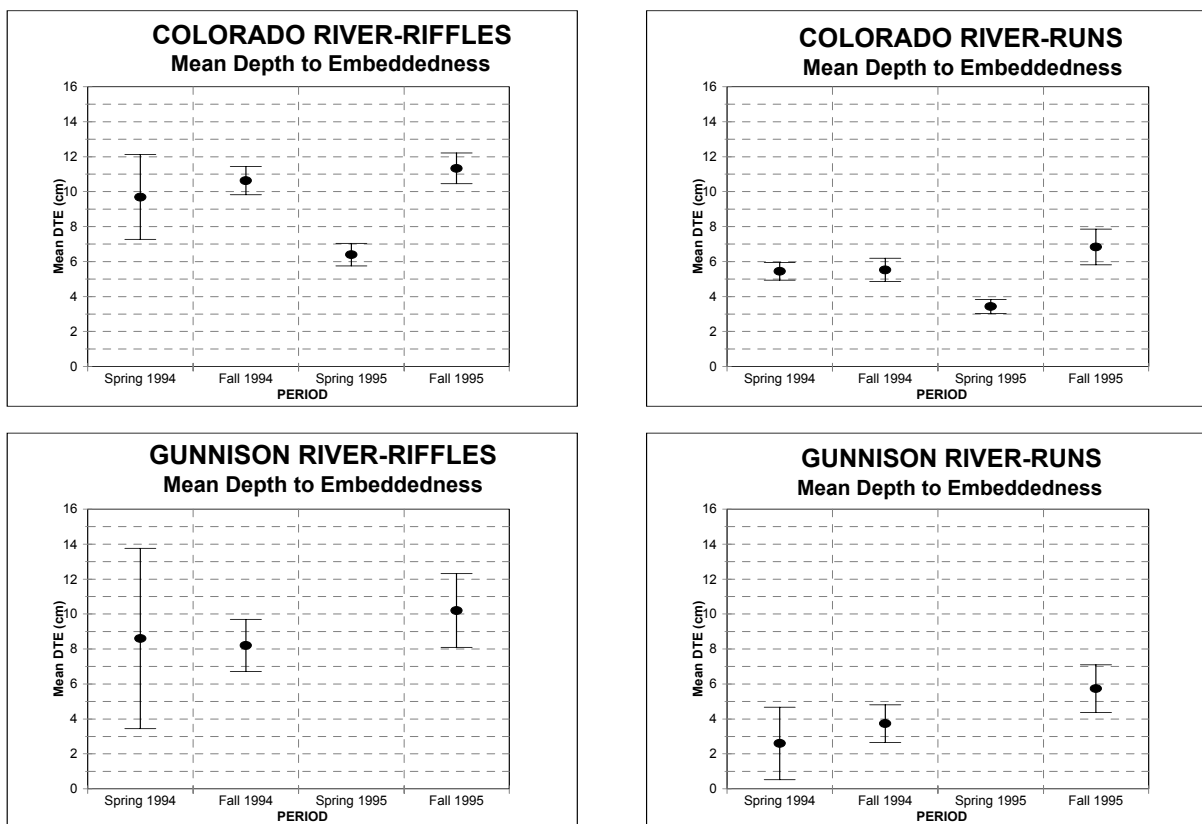 COLORADO RIVER-RIFFLES
Mean Depth to Embeddedness
16
14
12
10
8
6
4
2
0
Mean DTE (cm)
Spring 1994 Fall 1994 Spring 1995 Fall 1995
PERIOD
COLORADO RIVER-RUNS
Mean Depth to Embeddedness
16
14
12
10
8
6
4
2
0
Mean DTE (cm)
Spring 1994 Fall 1994 Spring 1995 Fall 1995
PERIOD
GUNNISON RIVER-RIFFLES
Mean Depth to Embeddedness
16
14
12
10
8
6
4
2
0
Mean DTE (cm)
Spring 1994 Fall 1994 Spring 1995 Fall 1995
PERIOD
GUNNISON RIVER-RUNS
Mean Depth to Embeddedness
16
14
12
10
8
6
4
2
0
Mean DTE (cm)
Spring 1994 Fall 1994 Spring 1995 Fall 1995
PERIOD